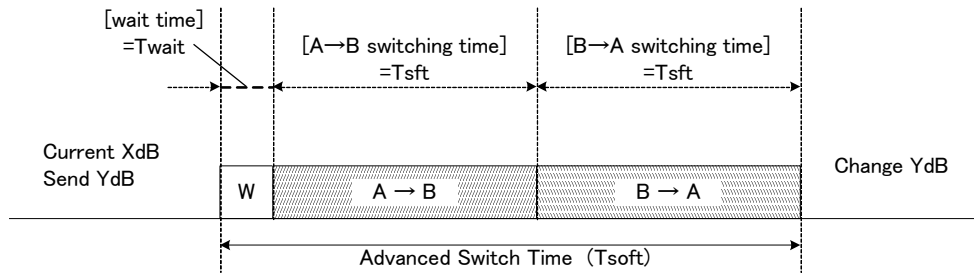 [wait time]
=Twait
[A→B switching time]
=Tsft
[B→A switching time]
=Tsft
Current XdB
Send YdB
W
A → B
B → A
Change YdB
Advanced Switch Time (Tsoft)